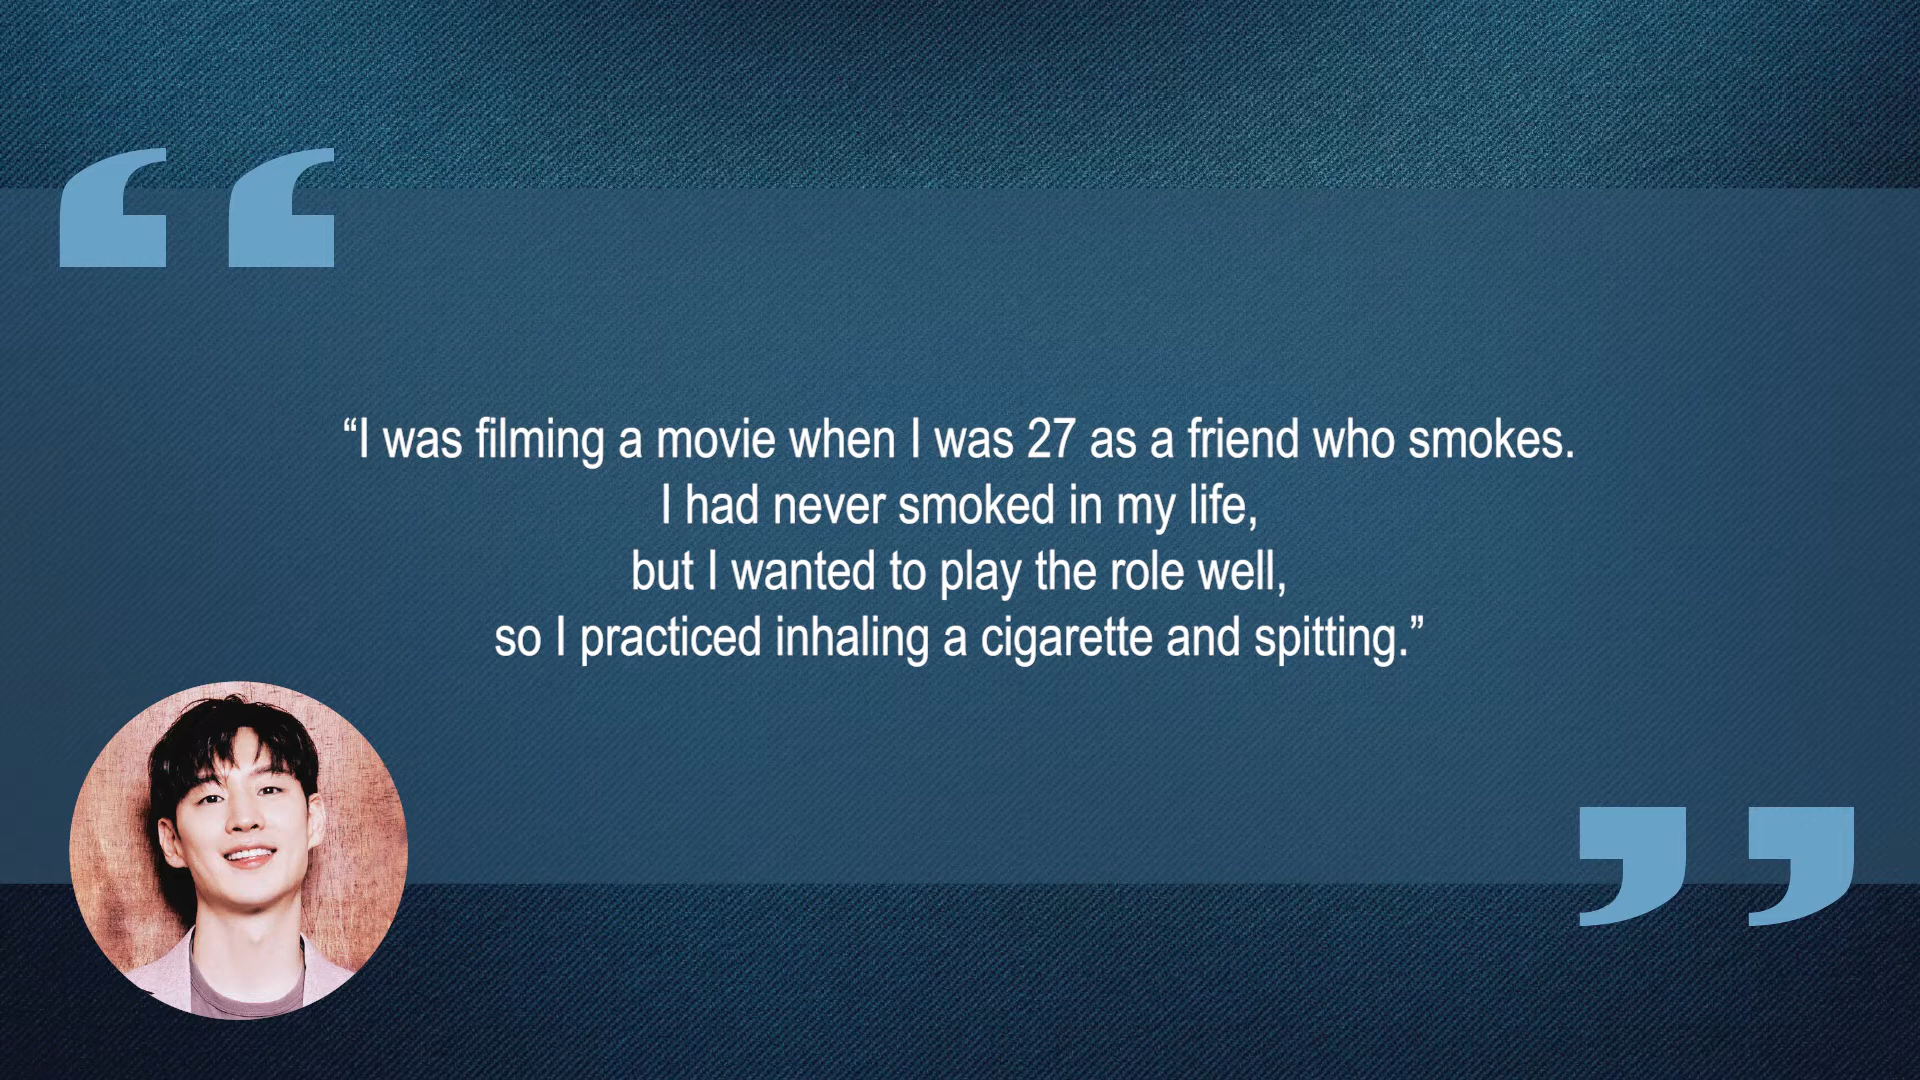 “I was filming a movie when I was 27 as a friend who smokes.
I had never smoked in my life,
but I wanted to play the role well,
so I practiced inhaling a cigarette and spitting.”